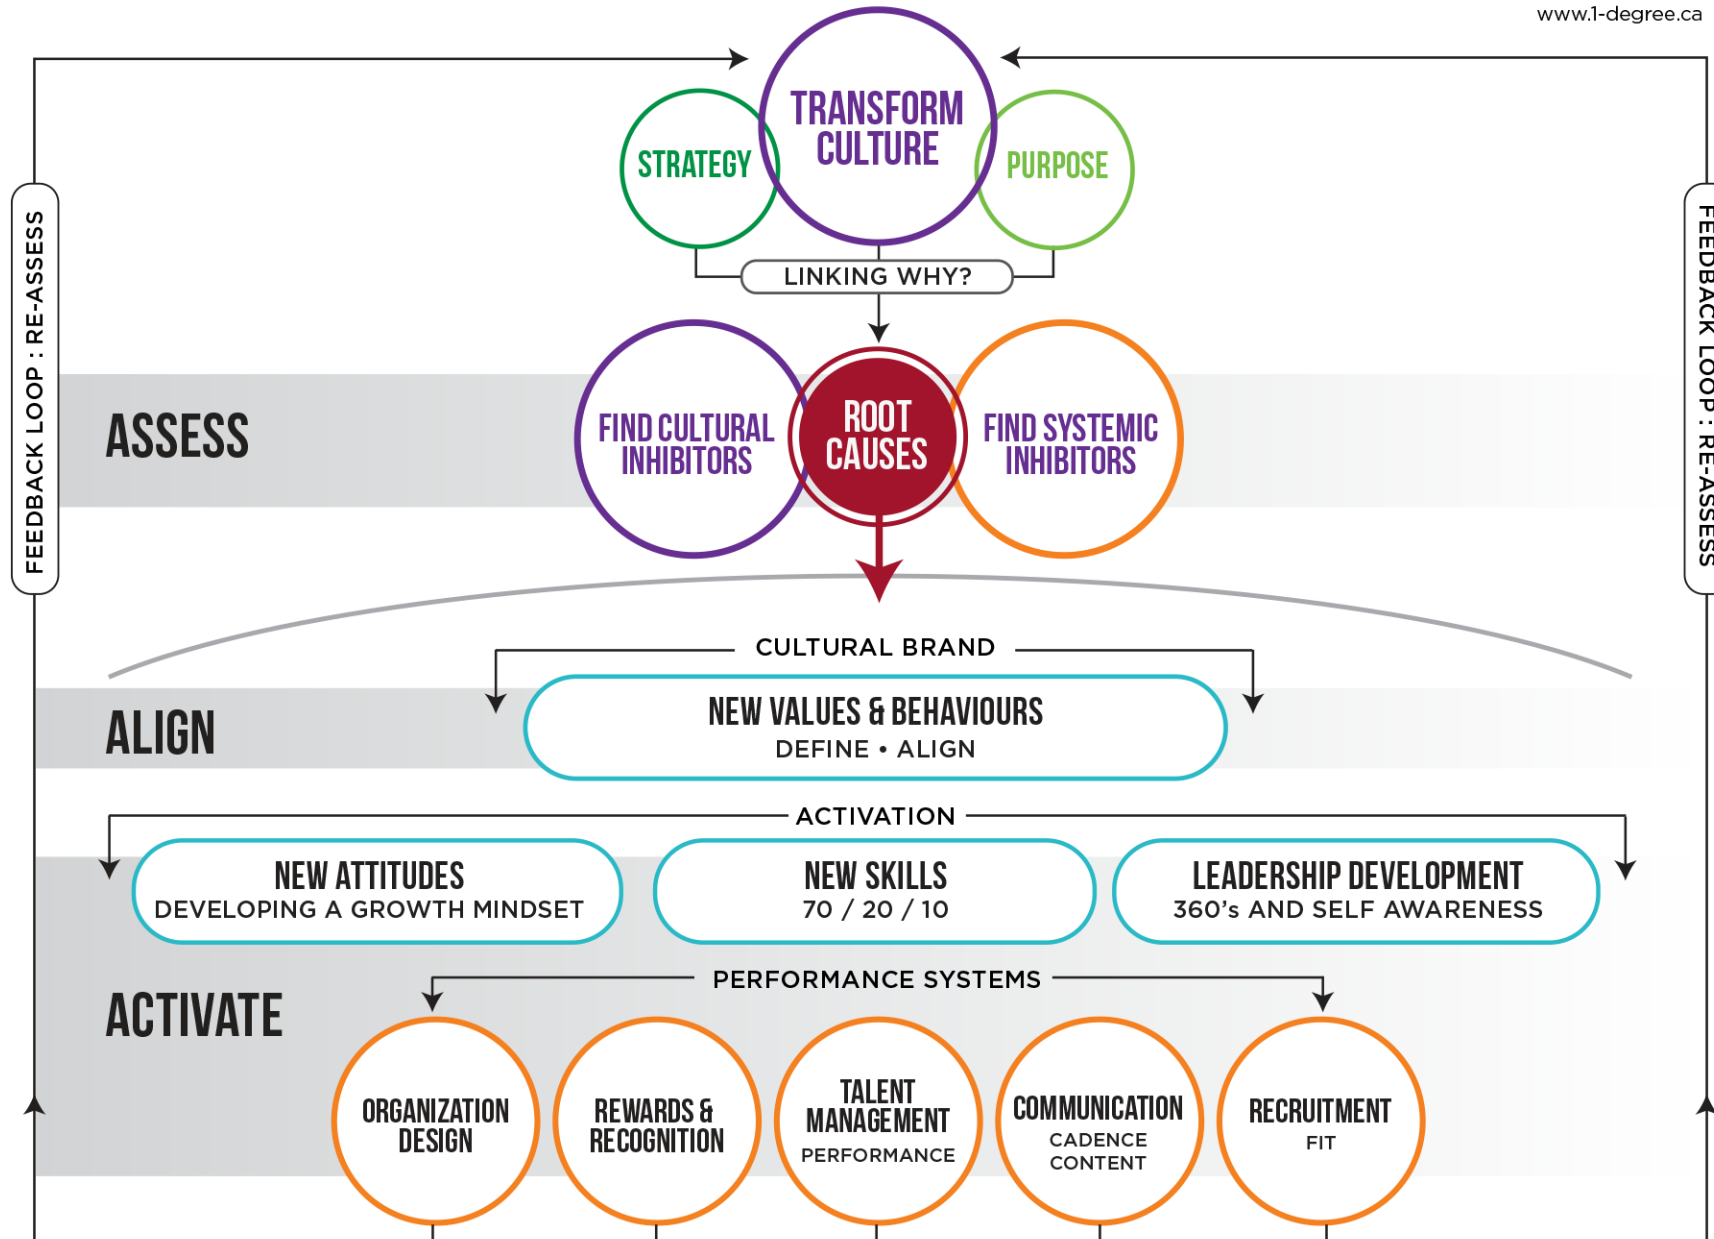 www.1-degree.ca
TRANSFORM
CULTURE
STRATEGY
PURPOSE
LINKING WHY?
FEEDBACK LOOP : RE-ASSESS
FEEDBACK LOOP : RE-ASSESS
ASSESS
FIND CULTURAL
INHIBITORS
ROOT
CAUSES
FIND SYSTEMIC
INHIBITORS
CULTURAL BRAND
ALIGN
NEW VALUES & BEHAVIOURS
DEFINE • ALIGN
ACTIVATION
NEW ATTITUDES
DEVELOPING A GROWTH MINDSET
NEW SKILLS
70 / 20 / 10
LEADERSHIP DEVELOPMENT
360's AND SELF AWARENESS
ACTIVATE
PERFORMANCE SYSTEMS
ORGANIZATION
DESIGN
REWARDS &
RECOGNITION
TALENT
MANAGEMENT
PERFORMANCE
COMMUNICATION
CADENCE
CONTENT
RECRUITMENT
FIT